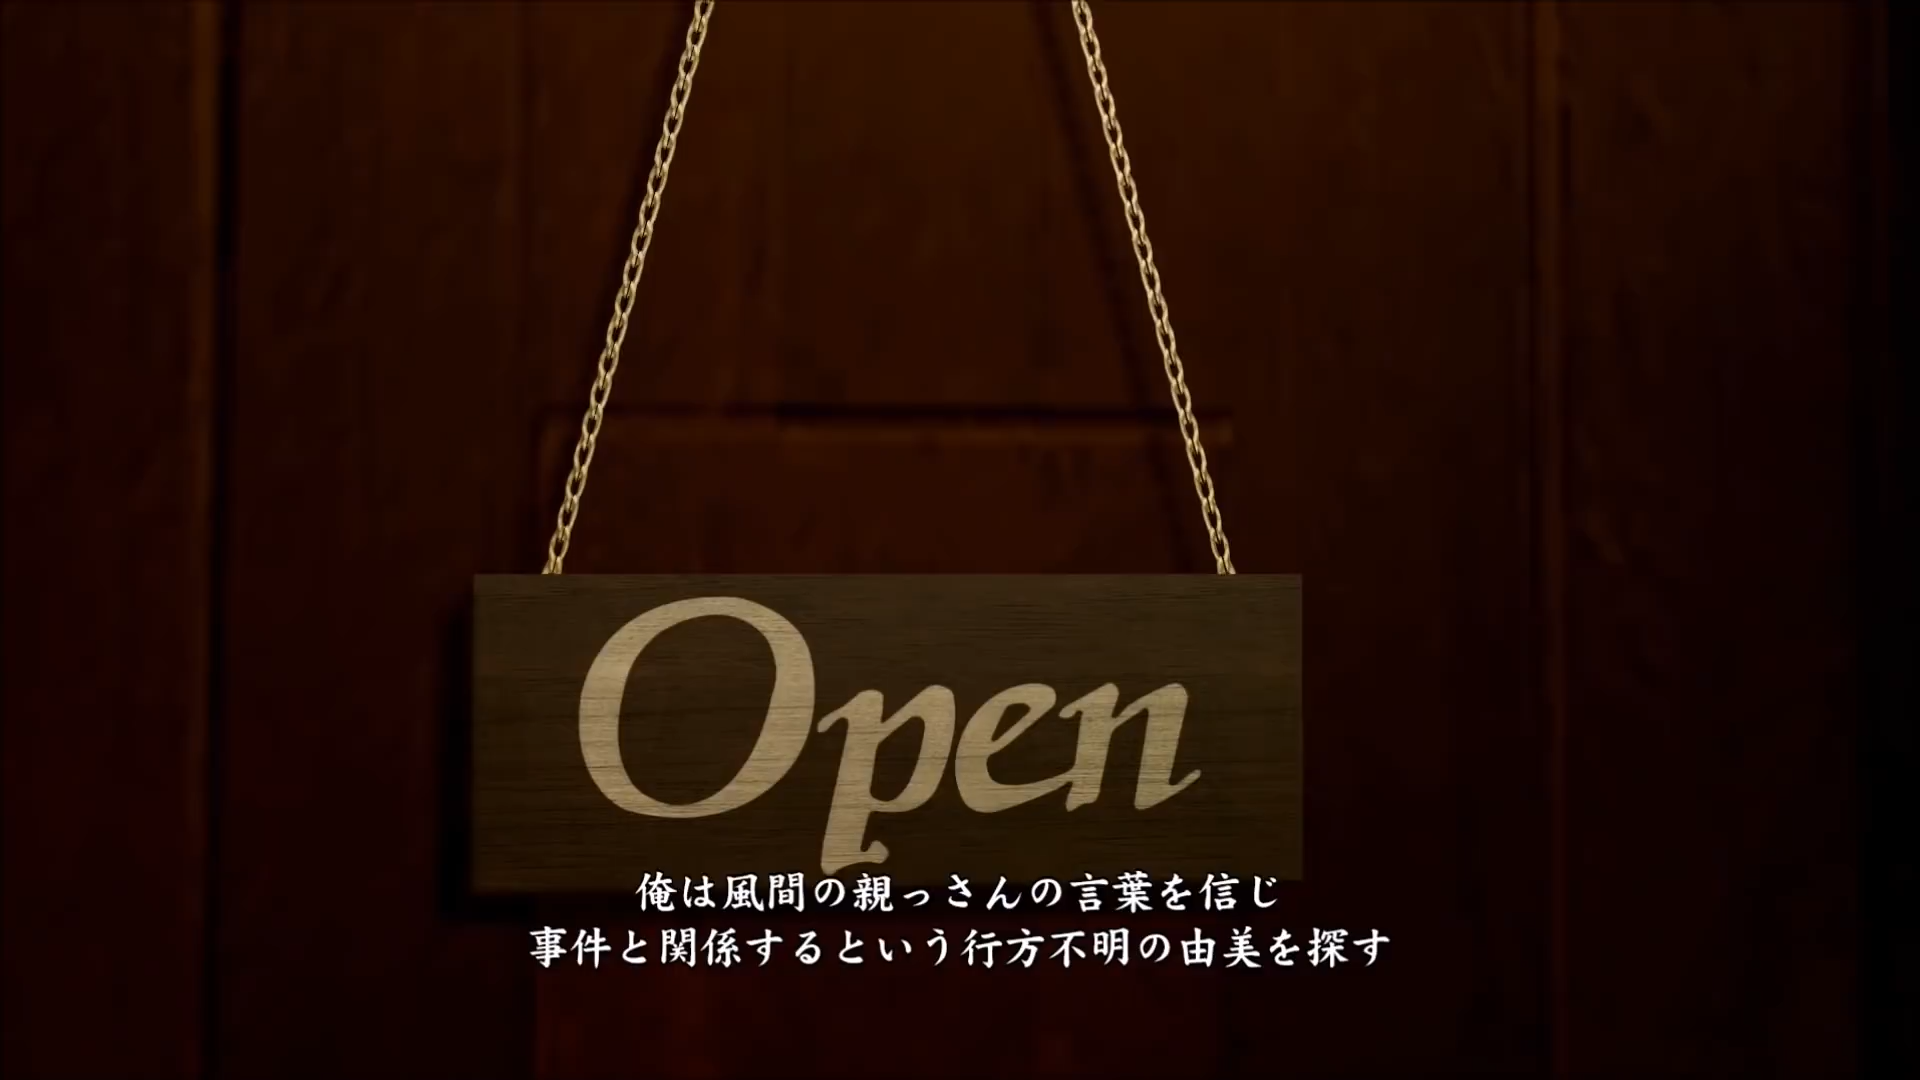 Open
俺は風間の親っさんの言葉を信じ
事件と関係するという行方不明の由美を探す